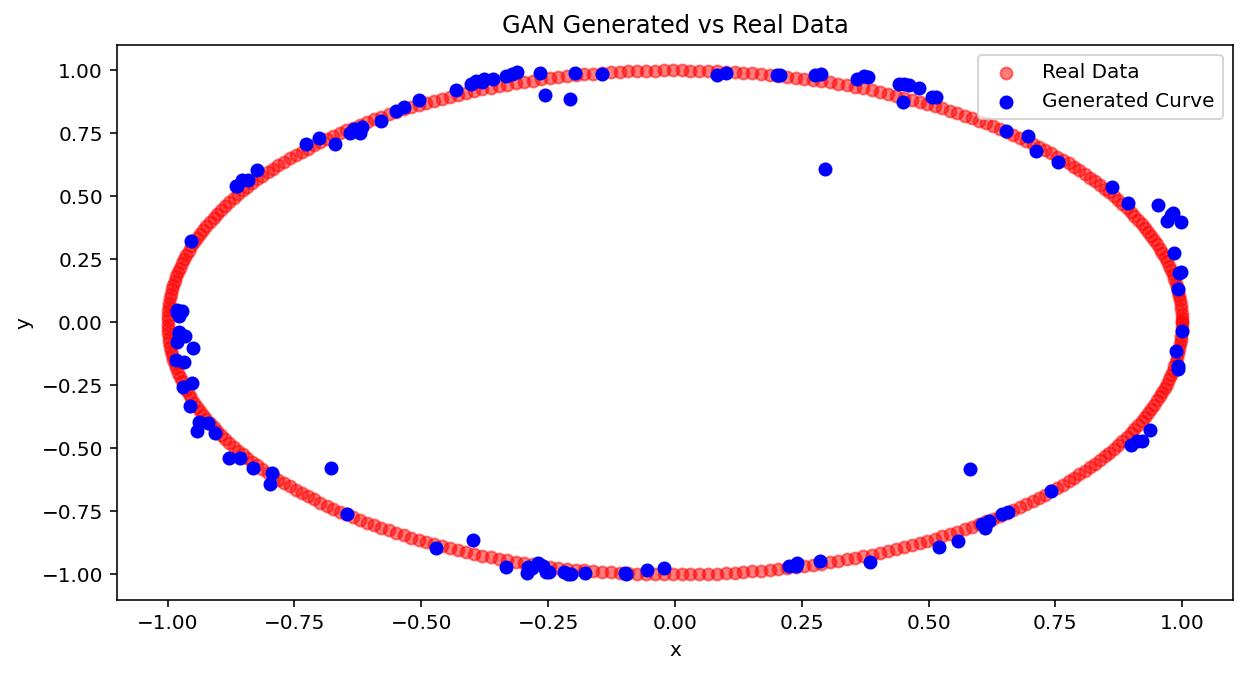 GAN Generated vs Real Data
Real Data
Generated Curve
1.00
0.75
0.50
0.25
0.00
−0.25
−0.50
−0.75
−1.00
y
−1.00 −0.75 −0.50 −0.25 0.00 0.25 0.50 0.75 1.00
x